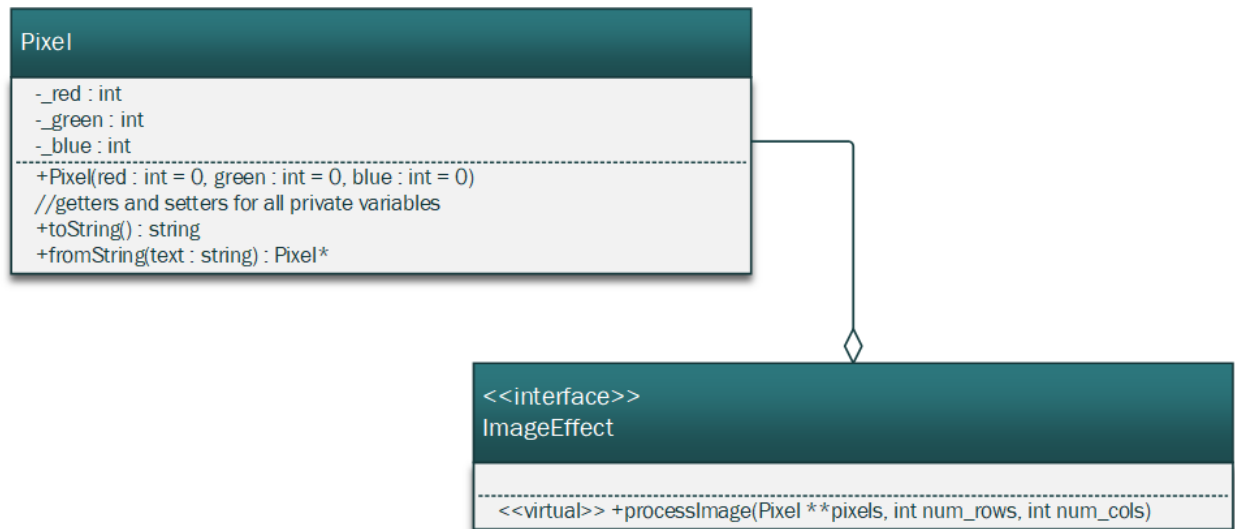 Pixel
-_red : int
-_green : int
-_blue : int
+Pixel(red : int = 0, green : int = 0, blue : int = 0)
//getters and setters for all private variables
+toString() : string
+fromString(text : string) : Pixel*
<<interface>>
ImageEffect
<<virtual>> +processImage(Pixel **pixels, int num_rows, int num_cols)